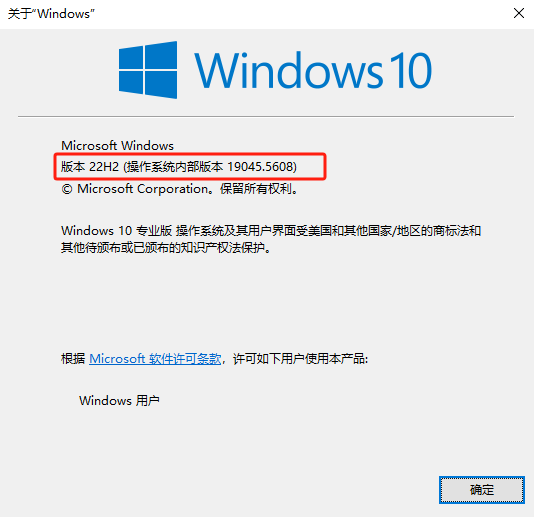 关于“Windows”
Windows 10
Microsoft Windows
版本 22H2 (操作系统内部版本 19045.5608)
© Microsoft Corporation。保留所有权利。
Windows 10 专业版 操作系统及其用户界面受美国和其他国家/地区的商标法和
其他待颁布或已颁布的知识产权法保护。
根据 Microsoft 软件许可条款，许可如下用户使用本产品:
Windows 用户
确定